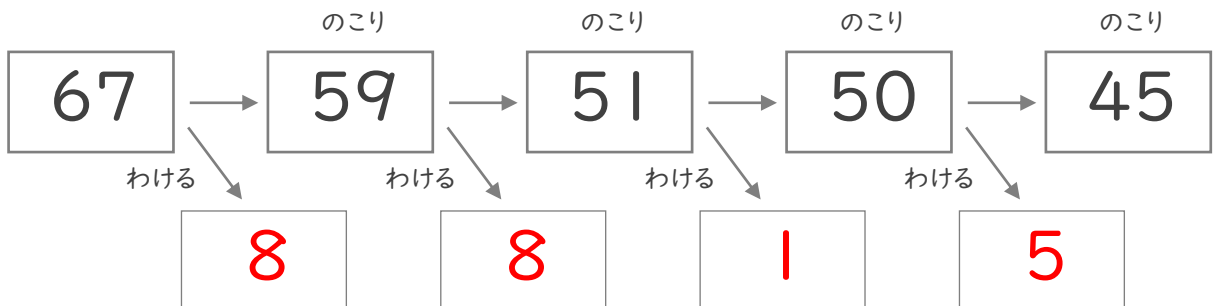 のこり のこり のこり のこり
67 59 51 50 45
わける わける わける わける
8 8 1 5